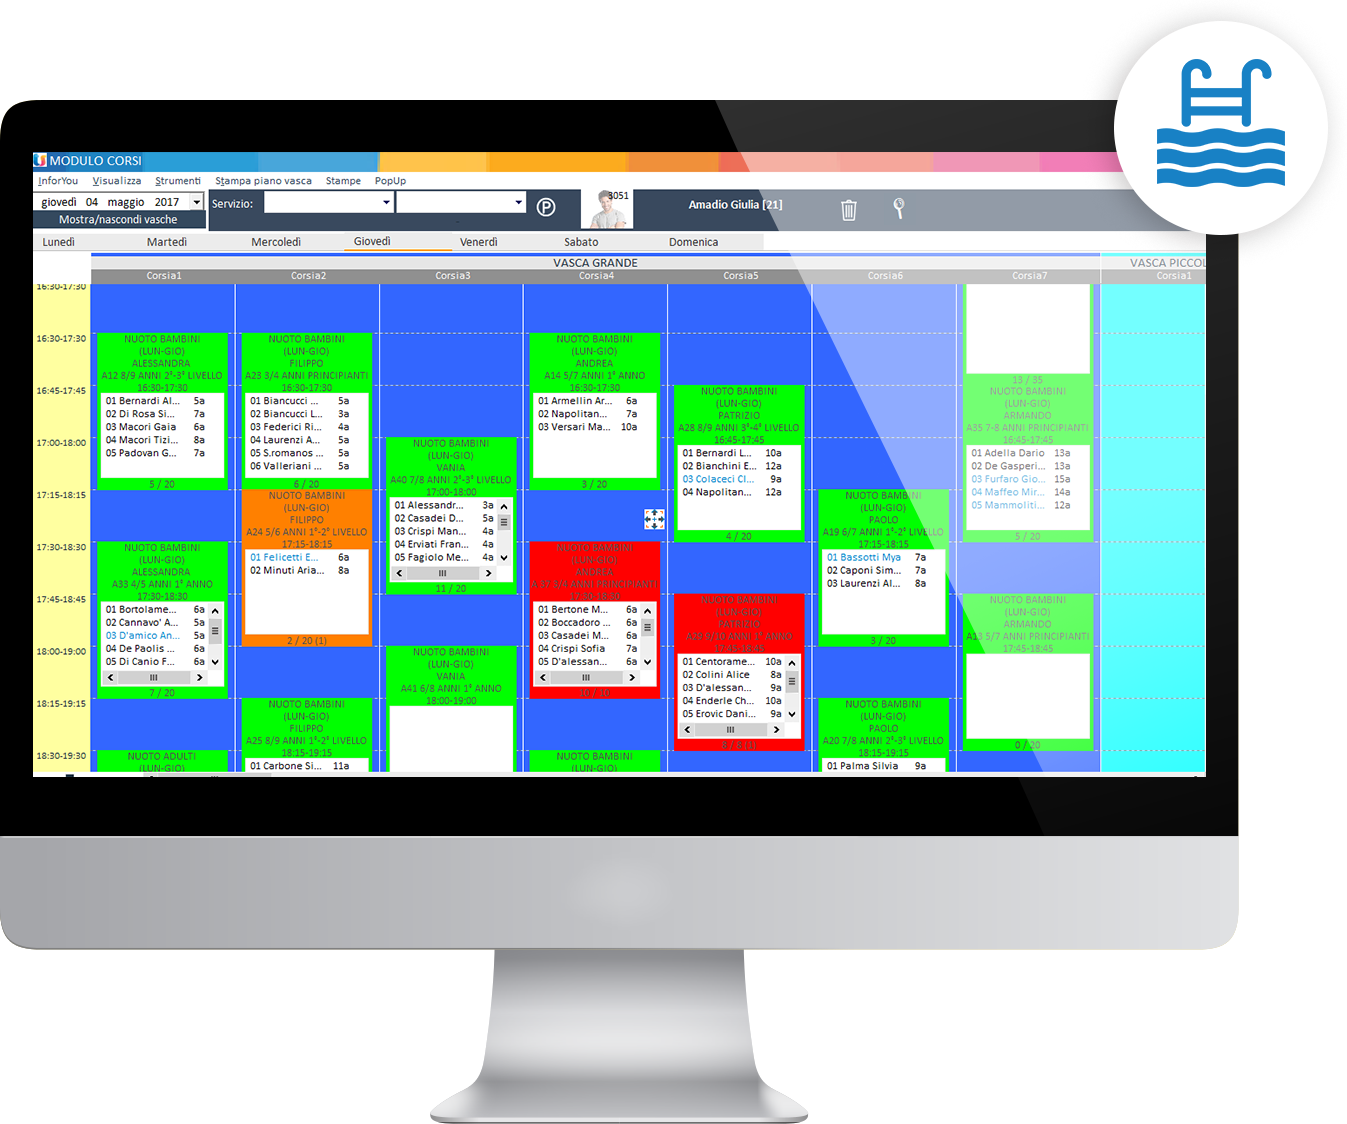 MODULO CORSI
InforYou Visualizza Strumenti Stampa piano vasca Stampe PopUp
giovedì 04 maggio 2017 Servizio: P 3051 Amadio Giulia [21]
Mostra/nascondi vasche
Lunedì Martedì Mercoledì Giovedì Venerdì Sabato Domenica
VASCA GRANDE VASCA PICCOL
Corsia1 Corsia2 Corsia3 Corsia4 Corsia5 Corsia6 Corsia7 Corsia1
16:30-17:30
16:30-17:30
16:45-17:45
17:00-18:00
17:15-18:15
17:30-18:30
17:45-18:45
18:00-19:00
18:15-19:15
18:30-19:30
NUOTO BAMBINI
(LUN-GIO)
ALESSANDRA
A12 8/9 ANNI 2°-3° LIVELLO
16:30-17:30
01 Bernardi Al... 5a
02 Di Rosa Si... 7a
03 Macori Gaia 6a
04 Macori Tizi... 8a
05 Padovan G... 7a
5 / 20
NUOTO BAMBINI
(LUN-GIO)
ALESSANDRA
A33 4/5 ANNI 1° ANNO
17:30-18:30
01 Bortolame... 6a
02 Cannavo' A... 5a
03 D'amico An... 5a
04 De Paolis ... 6a
05 Di Canio F... 6a
7 / 20
NUOTO ADULTI
(LUN-GIO)
NUOTO BAMBINI
(LUN-GIO)
FILIPPO
A23 3/4 ANNI PRINCIPIANTI
16:30-17:30
01 Biancucci ... 5a
02 Biancucci L... 3a
03 Federici Ri... 4a
04 Laurenzi A... 5a
05 S.romanos ... 5a
06 Valleriani ... 5a
6 / 20
NUOTO BAMBINI
(LUN-GIO)
FILIPPO
A24 5/6 ANNI 1°-2° LIVELLO
17:15-18:15
01 Felicetti E... 6a
02 Minuti Aria... 8a
2 / 20 (1)
NUOTO BAMBINI
(LUN-GIO)
FILIPPO
A25 8/9 ANNI 1°-2° LIVELLO
18:15-19:15
01 Carbone Si... 11a
NUOTO BAMBINI
(LUN-GIO)
VANIA
A40 7/8 ANNI 2°-3° LIVELLO
17:00-18:00
01 Alessandr... 3a
02 Casadei D... 5a
03 Crispi Man... 4a
04 Erviati Fran... 4a
05 Fagiolo Me... 4a
11 / 20
NUOTO BAMBINI
(LUN-GIO)
VANIA
A41 6/8 ANNI 1° ANNO
18:00-19:00
NUOTO BAMBINI
(LUN-GIO)
ANDREA
A14 5/7 ANNI 1° ANNO
16:30-17:30
01 Armellin Ar... 6a
02 Napolitan... 7a
03 Versari Ma... 10a
3 / 20
NUOTO BAMBINI
(LUN-GIO)
ANDREA
A37 3/4 ANNI PRINCIPIANTI
17:30-18:30
01 Bertone M... 6a
02 Boccadoro ... 6a
03 Casadei M... 6a
04 Crispi Sofia 7a
05 D'alessan... 6a
10 / 10
NUOTO BAMBINI
(LUN-GIO)
NUOTO BAMBINI
(LUN-GIO)
PATRIZIO
A28 8/9 ANNI 3°-4° LIVELLO
16:45-17:45
01 Bernardi L... 10a
02 Bianchini E... 12a
03 Colaceci Cl... 9a
04 Napolitan... 12a
4 / 20
NUOTO BAMBINI
(LUN-GIO)
PATRIZIO
A29 9/10 ANNI 1° ANNO
17:45-18:45
01 Centorame... 10a
02 Colini Alice 8a
03 D'alessan... 9a
04 Enderle Ch... 10a
05 Erovic Dani... 9a
NUOTO BAMBINI
(LUN-GIO)
PAOLO
A19 6/7 ANNI 1°-2° LIVELLO
17:15-18:15
01 Bassotti Mya 7a
02 Caponi Sim... 7a
03 Laurenzi Al... 8a
3 / 20
NUOTO BAMBINI
(LUN-GIO)
PAOLO
A20 7/8 ANNI 2°-3° LIVELLO
18:15-19:15
01 Palma Silvia 9a
13 / 35
NUOTO BAMBINI
(LUN-GIO)
ARMANDO
A35 7-8 ANNI PRINCIPIANTI
16:45-17:45
01 Adella Dario 13a
02 De Gasperi... 13a
03 Furfaro Gio... 15a
04 Maffeo Mir... 14a
05 Mammoliti... 12a
5 / 20
NUOTO BAMBINI
(LUN-GIO)
ARMANDO
A13 5/7 ANNI PRINCIPIANTI
17:45-18:45
0 / 20